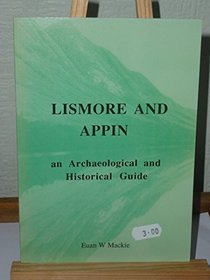 LISMORE AND
APPIN
an Archaeological and
Historical Guide
3-00
Euan W Mackie